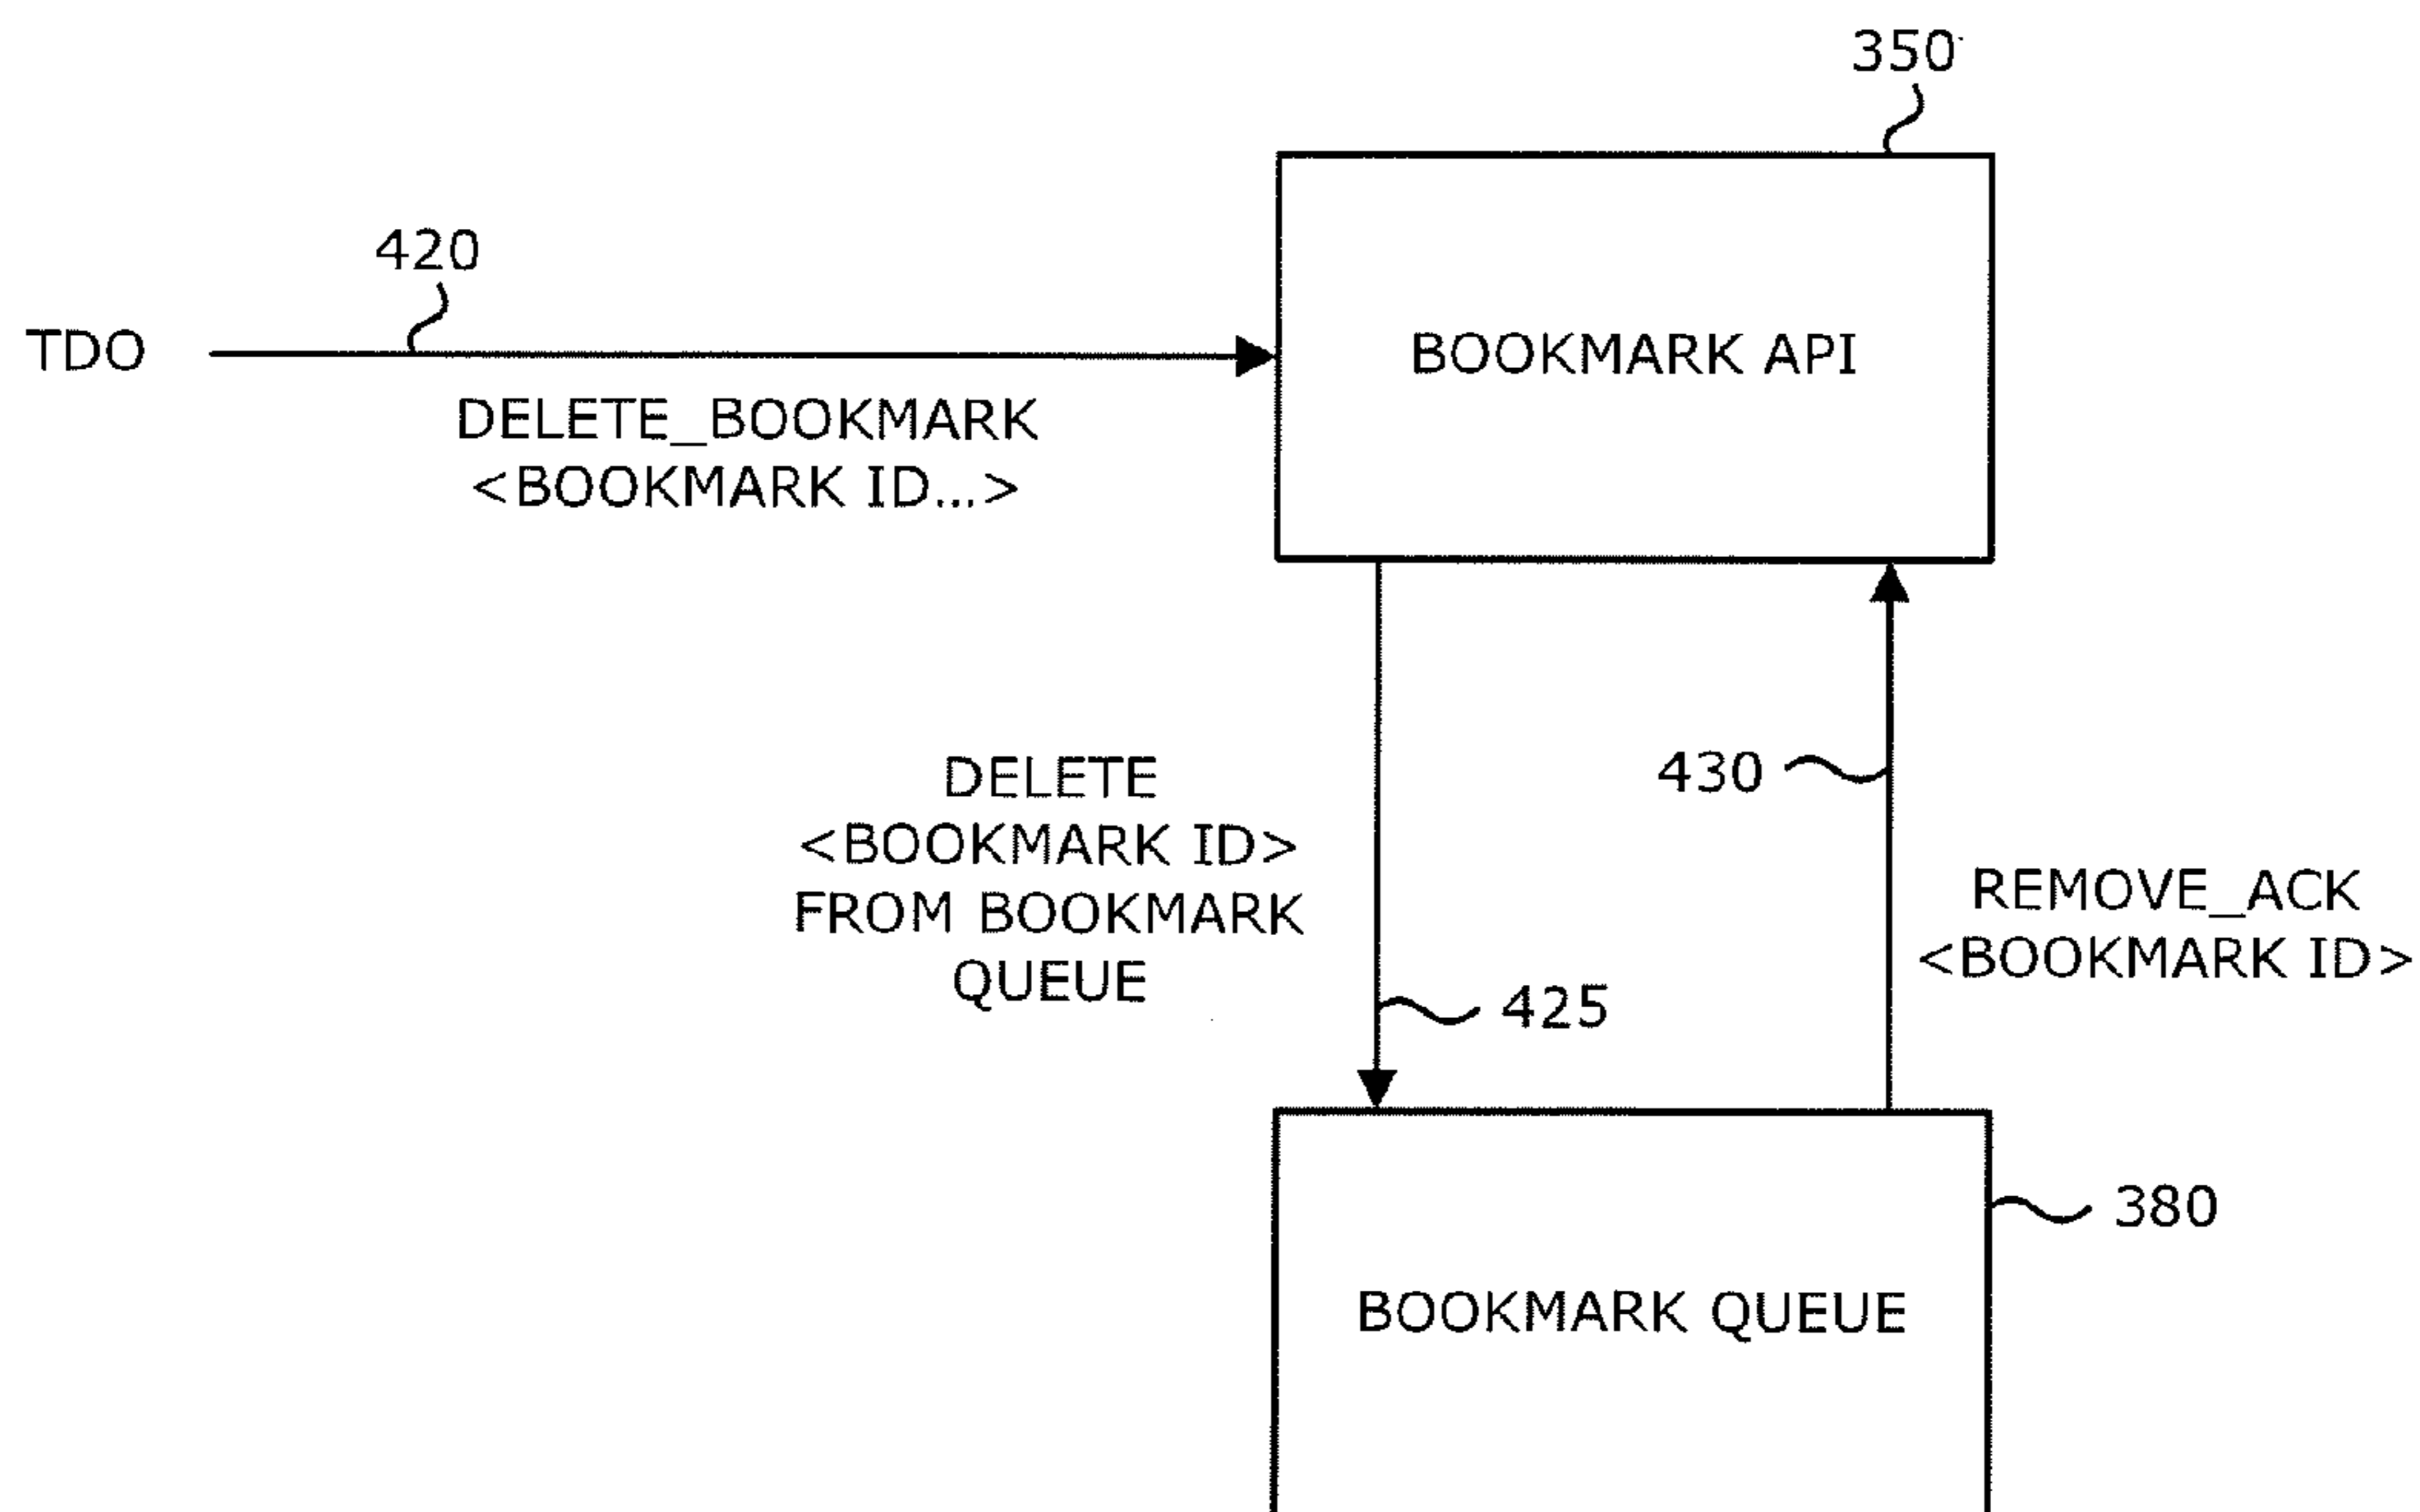 350
420
TDO
BOOKMARK API
DELETE_BOOKMARK
<BOOKMARK ID...>
DELETE
<BOOKMARK ID>
FROM BOOKMARK
QUEUE
430
REMOVE_ACK
<BOOKMARK ID>
425
380
BOOKMARK QUEUE